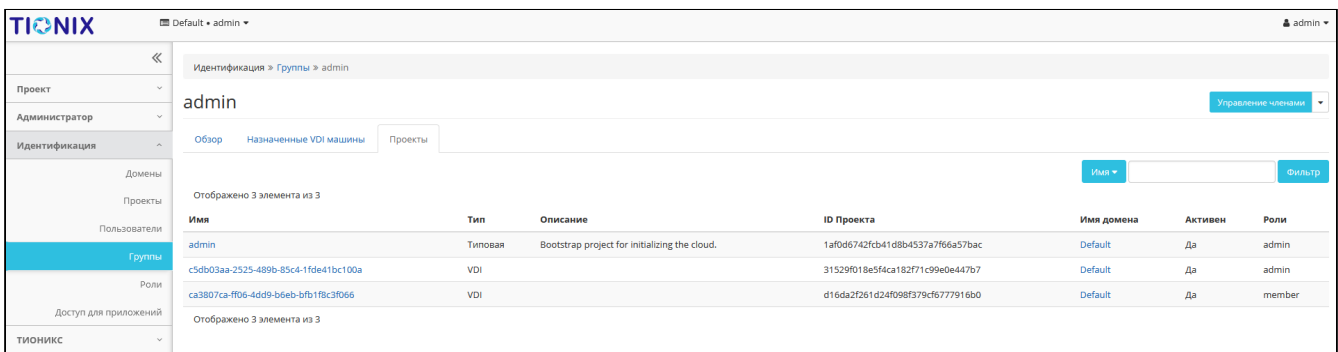 TIONIX Default • admin admin
Идентификация » Группы » admin
Проект
admin Управление членами
Администратор
Обзор Назначенные VDI машины Проекты
Идентификация
Имя Фильтр
Домены
Отображено 3 элемента из 3
Проекты
Имя Тип Описание ID Проекта Имя домена Активен Роли
Пользователи
admin Типовая Bootstrap project for initializing the cloud. 1af0d6742fcb41d8b4537a7f66a57bac Default Да admin
Группы
c5db03aa-2525-489b-85c4-1fde41bc100a VDI 31529f018e5f4ca182f71c99e0e447b7 Default Да admin
Роли
ca3807ca-ff06-4dd9-b6eb-bfb1f8c3f066 VDI d16da2f261d24f098f379cf6777916b0 Default Да member
Доступ для приложений
Отображено 3 элемента из 3
ТИОНИКС